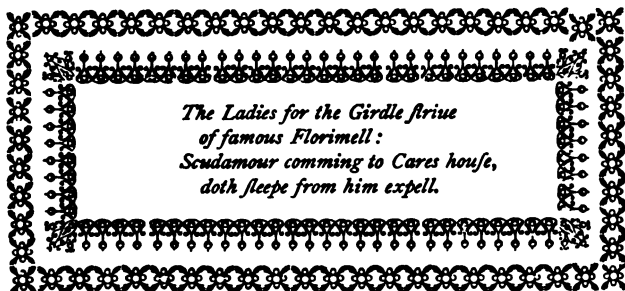 The Ladies for the Girdle ſtriue
of famous Florimell :
Scudamour comming to Cares houſe,
doth ſleepe from him expell.